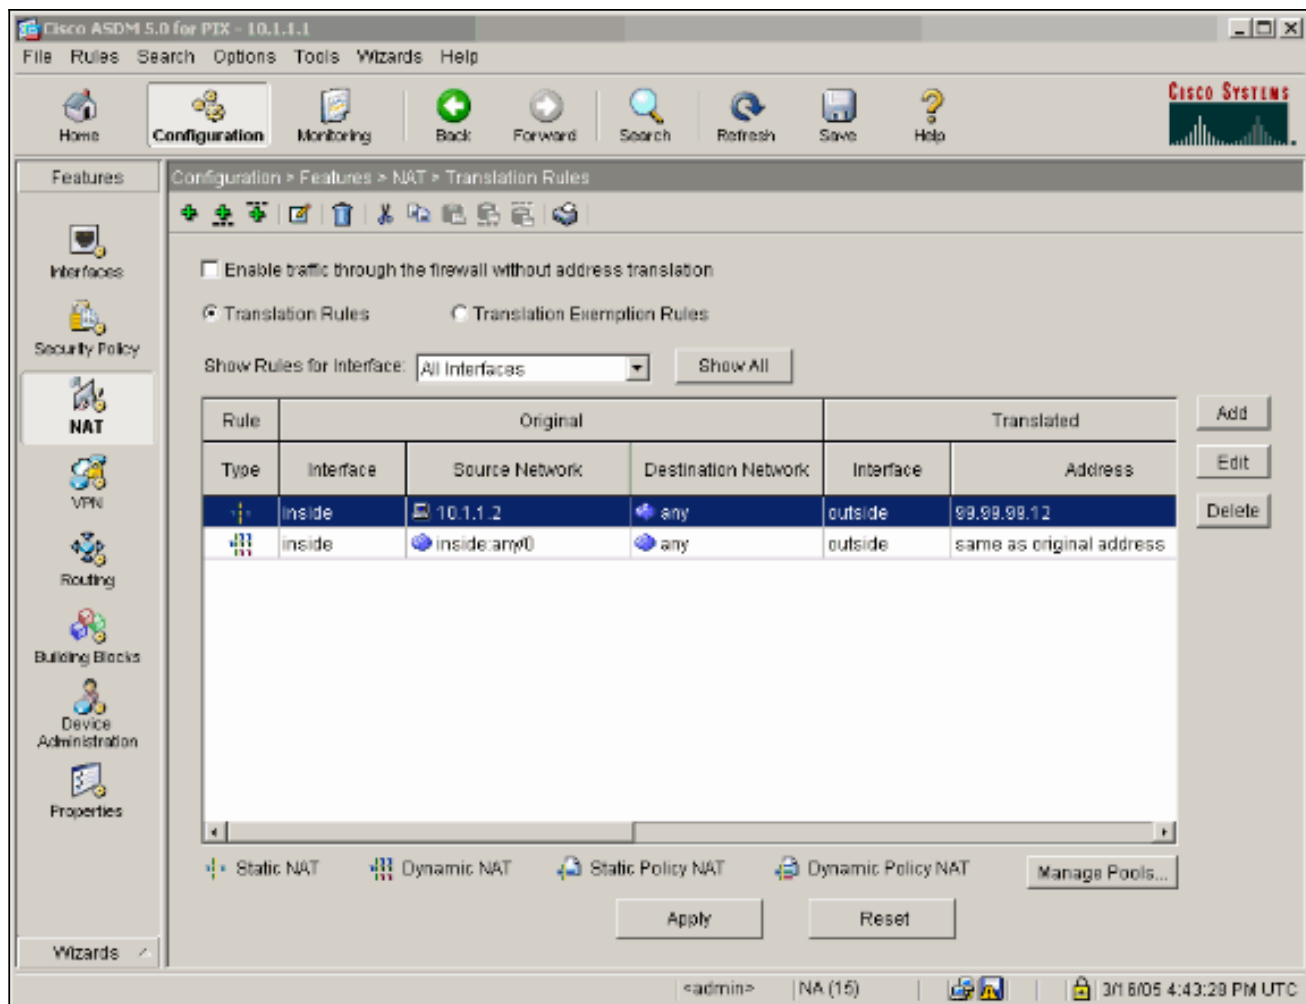 Cisco ASDM 5.0 for PIX - 10.1.1.1
File Rules Search Options Tools Wizards Help
Home Configuration Monitoring Back Forward Search Refresh Save Help
CISCO SYSTEMS
Features
Configuration > Features > NAT > Translation Rules
Interfaces
Security Policy
NAT
VPN
Routing
Building Blocks
Device
Administration
Properties
Wizards
Enable traffic through the firewall without address translation
Translation Rules Translation Exemption Rules
Show Rules for Interface: All Interfaces Show All
Rule Original Translated
Type Interface Source Network Destination Network Interface Address
inside 10.1.1.2 any outside 99.99.99.12
inside inside:any/0 any outside same as original address
Add
Edit
Delete
Static NAT Dynamic NAT Static Policy NAT Dynamic Policy NAT Manage Pools...
Apply Reset
<admin> NA (15) 3/16/05 4:43:28 PM UTC